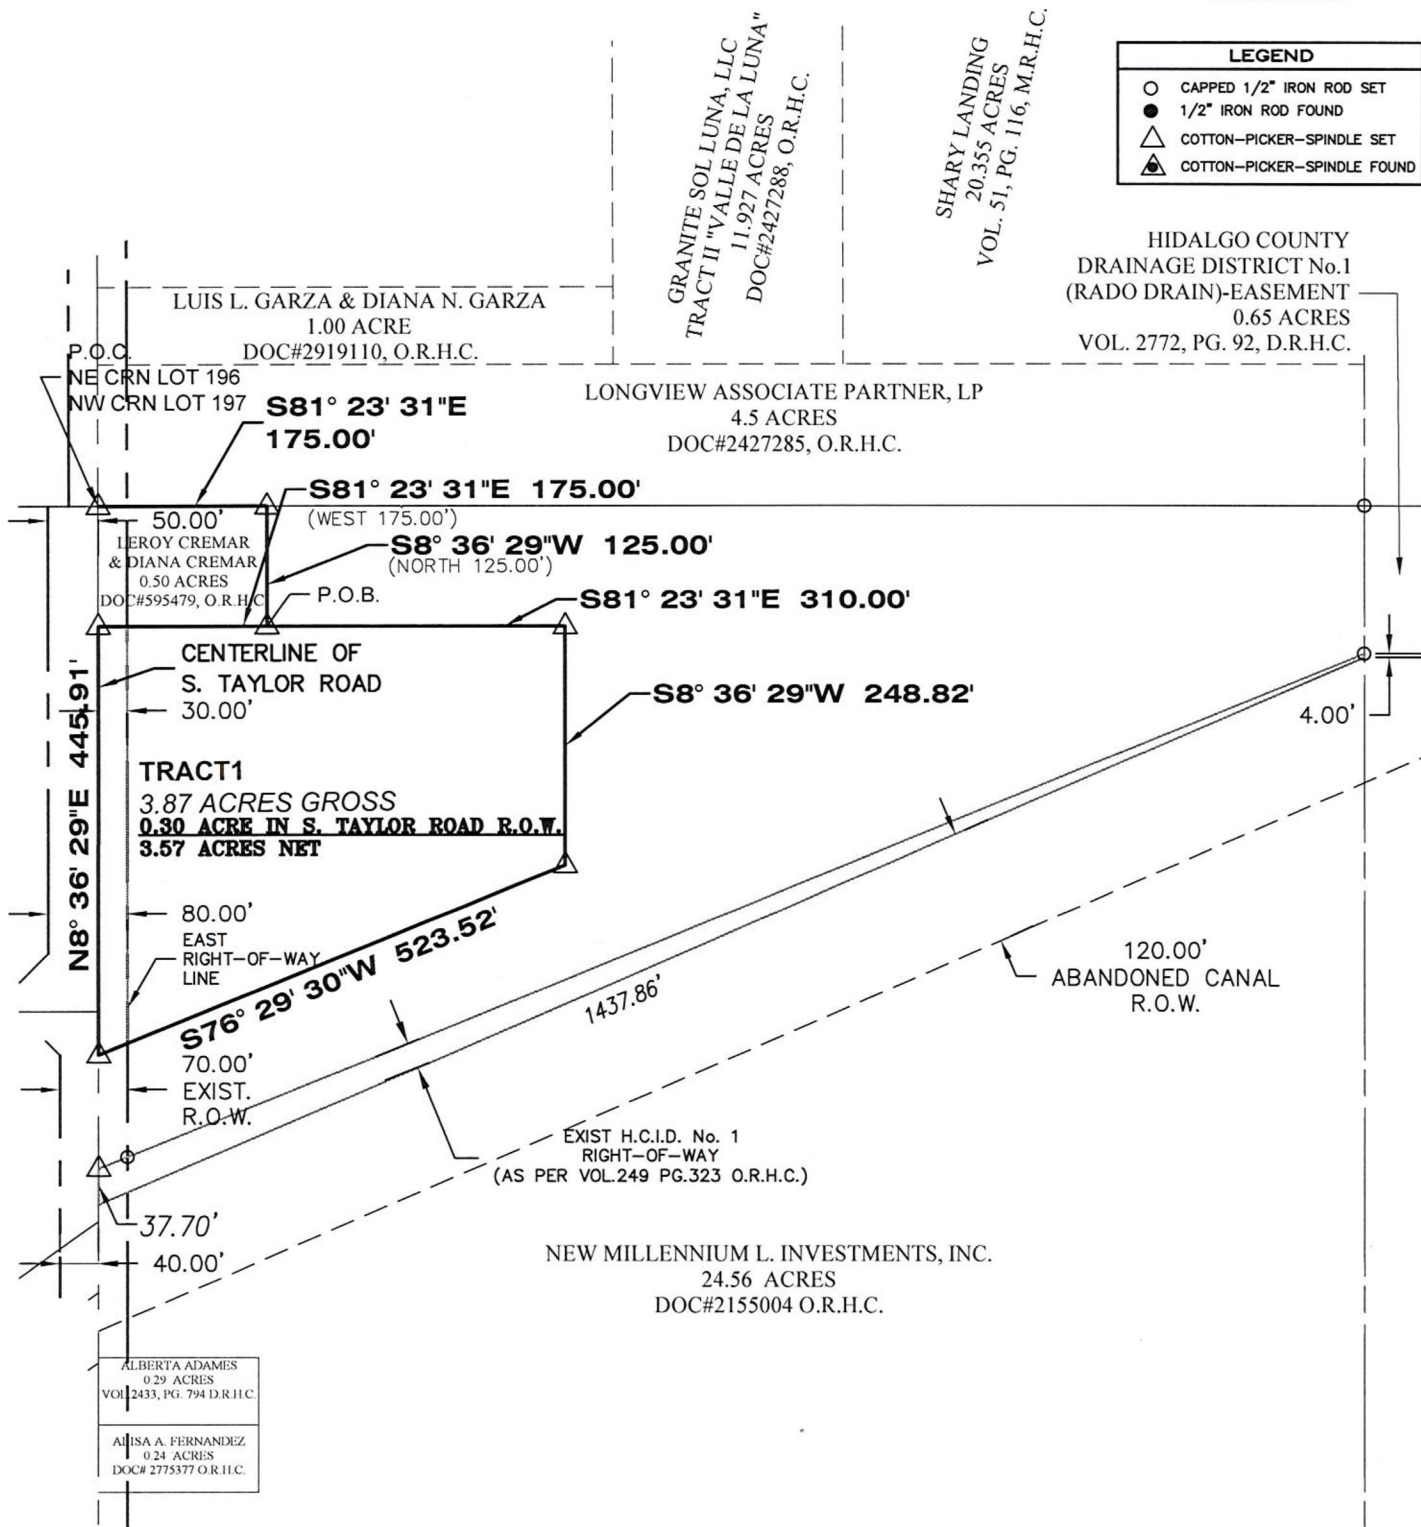 LEGEND
CAPPED 1/2" IRON ROD SET
1/2" IRON ROD FOUND
COTTON-PICKER-SPINDLE SET
COTTON-PICKER-SPINDLE FOUND
GRANITE SOL LUNA, LLC
TRACT II "VALLE DE LA LUNA"
11.927 ACRES
DOC#2427288, O.R.H.C.
SHARY LANDING
20.355 ACRES
VOL. 51, PG. 116, M.R.H.C.
HIDALGO COUNTY
DRAINAGE DISTRICT No.1
(RADO DRAIN)-EASEMENT
0.65 ACRES
VOL. 2772, PG. 92, D.R.H.C.
LUIS L. GARZA & DIANA N. GARZA
1.00 ACRE
DOC#2919110, O.R.H.C.
P.O.C.
NE CRN LOT 196
NW CRN LOT 197
S81° 23' 31"E
175.00'
LONGVIEW ASSOCIATE PARTNER, LP
4.5 ACRES
DOC#2427285, O.R.H.C.
S81° 23' 31"E 175.00'
(WEST 175.00')
50.00'
LEROY CREMAR
& DIANA CREMAR
0.50 ACRES
DOC#595479, O.R.H.C
S8° 36' 29"W 125.00'
(NORTH 125.00')
P.O.B.
S81° 23' 31"E 310.00'
CENTERLINE OF
S. TAYLOR ROAD
30.00'
S8° 36' 29"W 248.82'
4.00'
N8° 36' 29"E 445.91'
TRACT1
3.87 ACRES GROSS
0.30 ACRE IN S. TAYLOR ROAD R.O.W.
3.57 ACRES NET
80.00'
EAST
RIGHT-OF-WAY
LINE
S76° 29' 30"W 523.52'
1437.86'
120.00'
ABANDONED CANAL
R.O.W.
70.00'
EXIST.
R.O.W.
EXIST H.C.I.D. No. 1
RIGHT-OF-WAY
(AS PER VOL.249 PG.323 O.R.H.C.)
37.70'
40.00'
NEW MILLENNIUM L. INVESTMENTS, INC.
24.56 ACRES
DOC#2155004 O.R.H.C.
ALBERTA ADAMES
0.29 ACRES
VOL.2433, PG. 794 D.R.H.C.
ALISA A. FERNANDEZ
0.24 ACRES
DOC# 2775377 O.R.H.C.